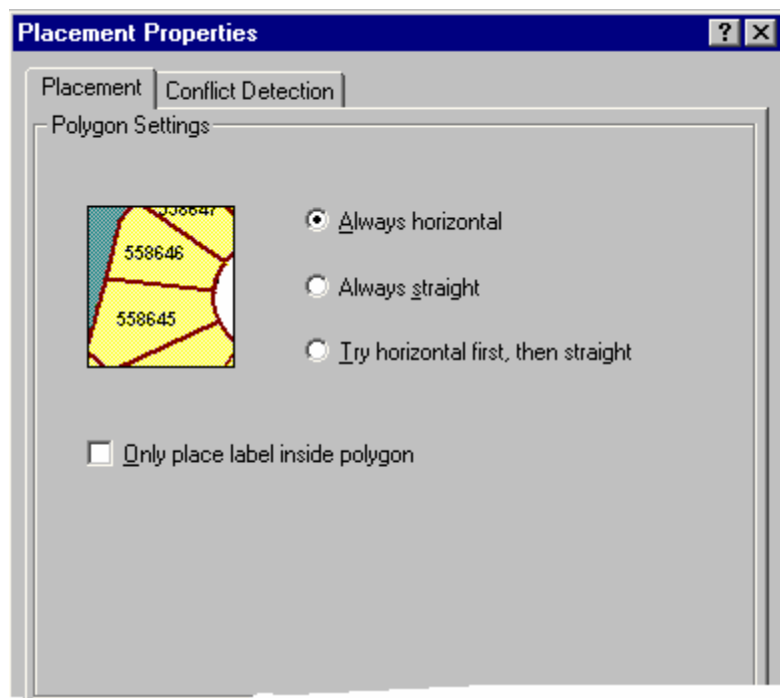 Placement Properties
Placement
Conflict Detection
Polygon Settings
558647
558646
558645
Always horizontal
Always straight
Try horizontal first, then straight
Only place label inside polygon